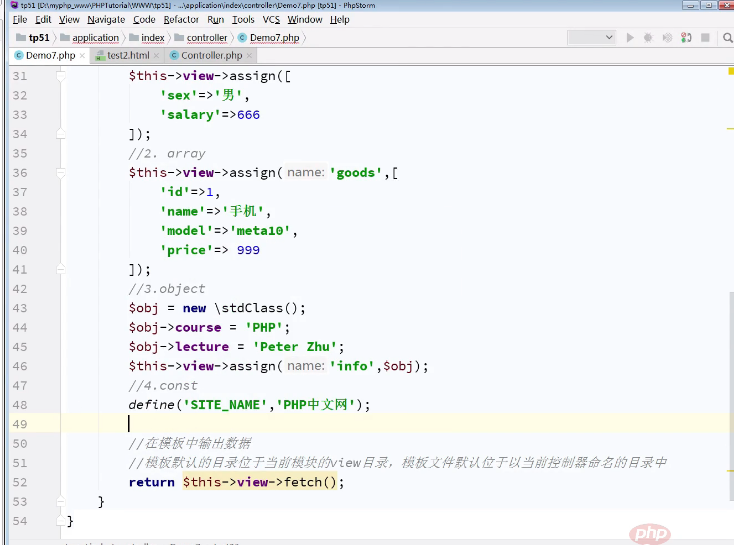 tp51 [D:\myphp_www\PHPTutorial\WWW\tp51] - ...\application\index\controller\Demo7.php [tp51] - PhpStorm
File Edit View Navigate Code Refactor Run Tools VCS Window Help
tp51 application index controller Demo7.php
Demo7.php test2.html Controller.php
31 $this->view->assign([
32 'sex'=>'男',
33 'salary'=>666
34 ]);
35 //2. array
36 $this->view->assign( name: 'goods',[
37 'id'=>1,
38 'name'=>'手机',
39 'model'=>'meta10',
40 'price'=> 999
41 ]);
42 //3.object
43 $obj = new \stdClass();
44 $obj->course = 'PHP';
45 $obj->lecture = 'Peter Zhu';
46 $this->view->assign( name: 'info',$obj);
47 //4.const
48 define('SITE_NAME','PHP中文网');
49
50 //在模板中输出数据
51 //模板默认的目录位于当前模块的view目录，模板文件默认位于以当前控制器命名的目录中
52 return $this->view->fetch();
53 }
54 }
php